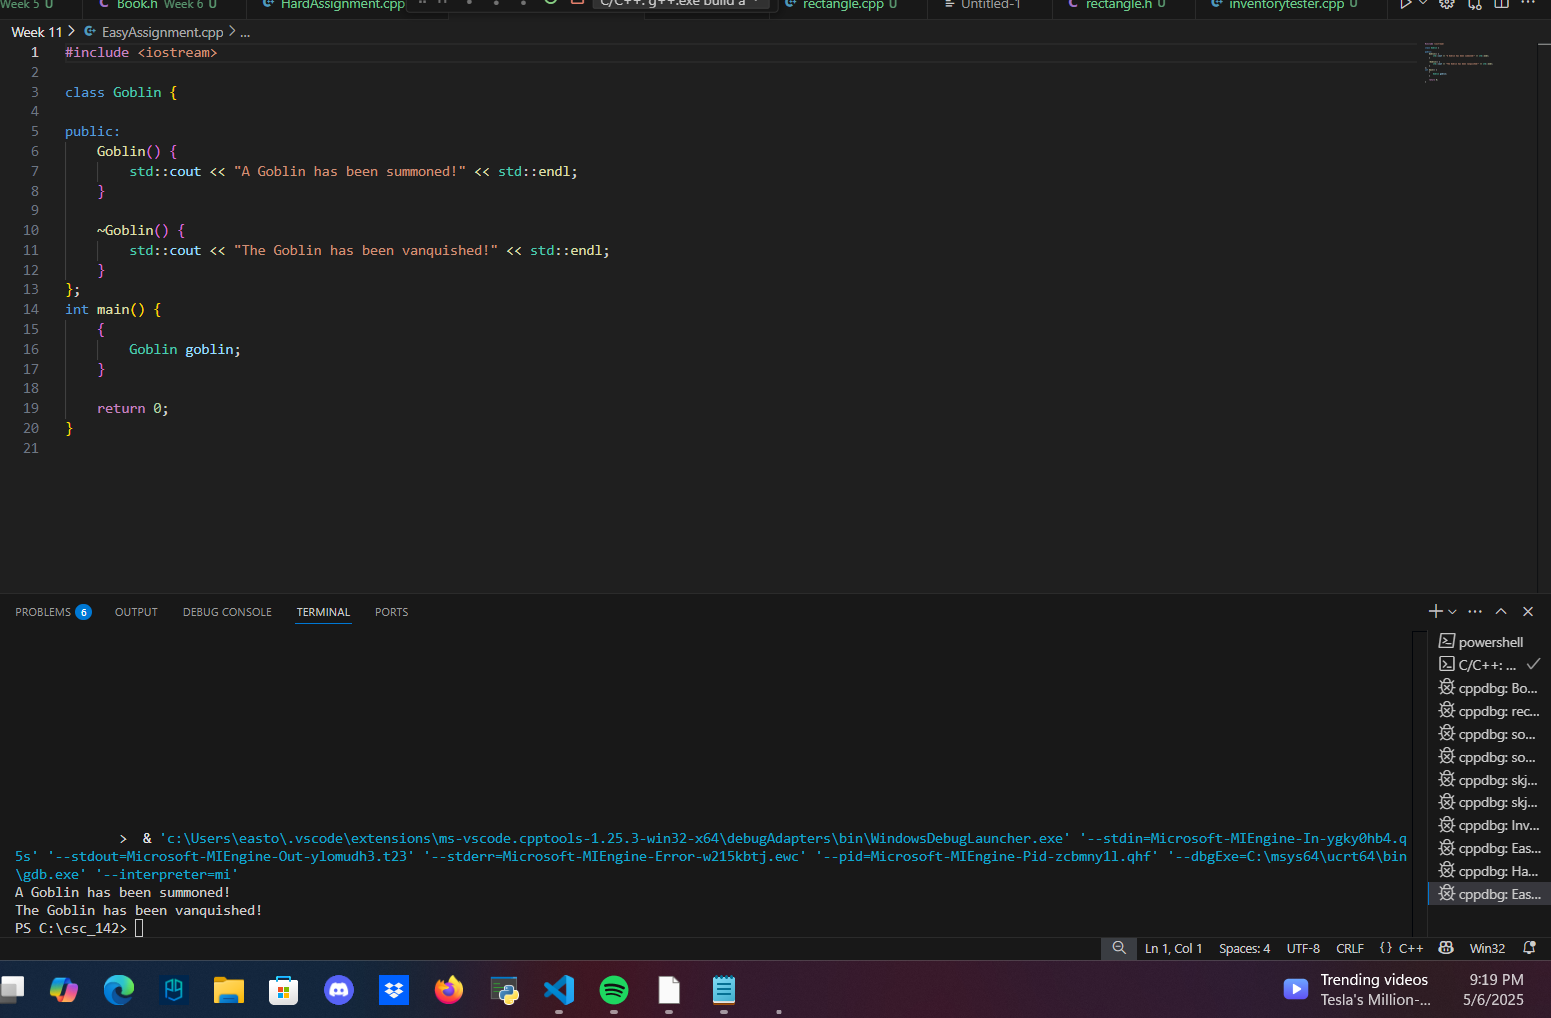 Week 5 U Book.h Week 6 U HardAssignment.cpp C/C++: g++.exe build a rectangle.cpp U Untitled-1 rectangle.h U inventorytester.cpp U
Week 11 > EasyAssignment.cpp > ...
1 #include <iostream>
2
3 class Goblin {
4
5 public:
6 Goblin() {
7 std::cout << "A Goblin has been summoned!" << std::endl;
8 }
9
10 ~Goblin() {
11 std::cout << "The Goblin has been vanquished!" << std::endl;
12 }
13 };
14 int main() {
15 {
16 Goblin goblin;
17 }
18
19 return 0;
20 }
21
PROBLEMS 6 OUTPUT DEBUG CONSOLE TERMINAL PORTS
powershell
C/C++: ...
cppdbg: Bo...
cppdbg: rec...
cppdbg: so...
cppdbg: so...
cppdbg: skj...
cppdbg: skj...
cppdbg: Inv...
cppdbg: Eas...
cppdbg: Ha...
cppdbg: Eas...
> & 'c:\Users\easto\.vscode\extensions\ms-vscode.cpptools-1.25.3-win32-x64\debugAdapters\bin\WindowsDebugLauncher.exe' '--stdin=Microsoft-MIEngine-In-ygky0hb4.q
5s' '--stdout=Microsoft-MIEngine-Out-ylomudh3.t23' '--stderr=Microsoft-MIEngine-Error-w215kbtj.ewc' '--pid=Microsoft-MIEngine-Pid-zcbmny1l.qhf' '--dbgExe=C:\msys64\ucrt64\bin
\gdb.exe' '--interpreter=mi'
A Goblin has been summoned!
The Goblin has been vanquished!
PS C:\csc_142>
Ln 1, Col 1 Spaces: 4 UTF-8 CRLF {} C++ Win32
Trending videos
Tesla's Million-...
9:19 PM
5/6/2025